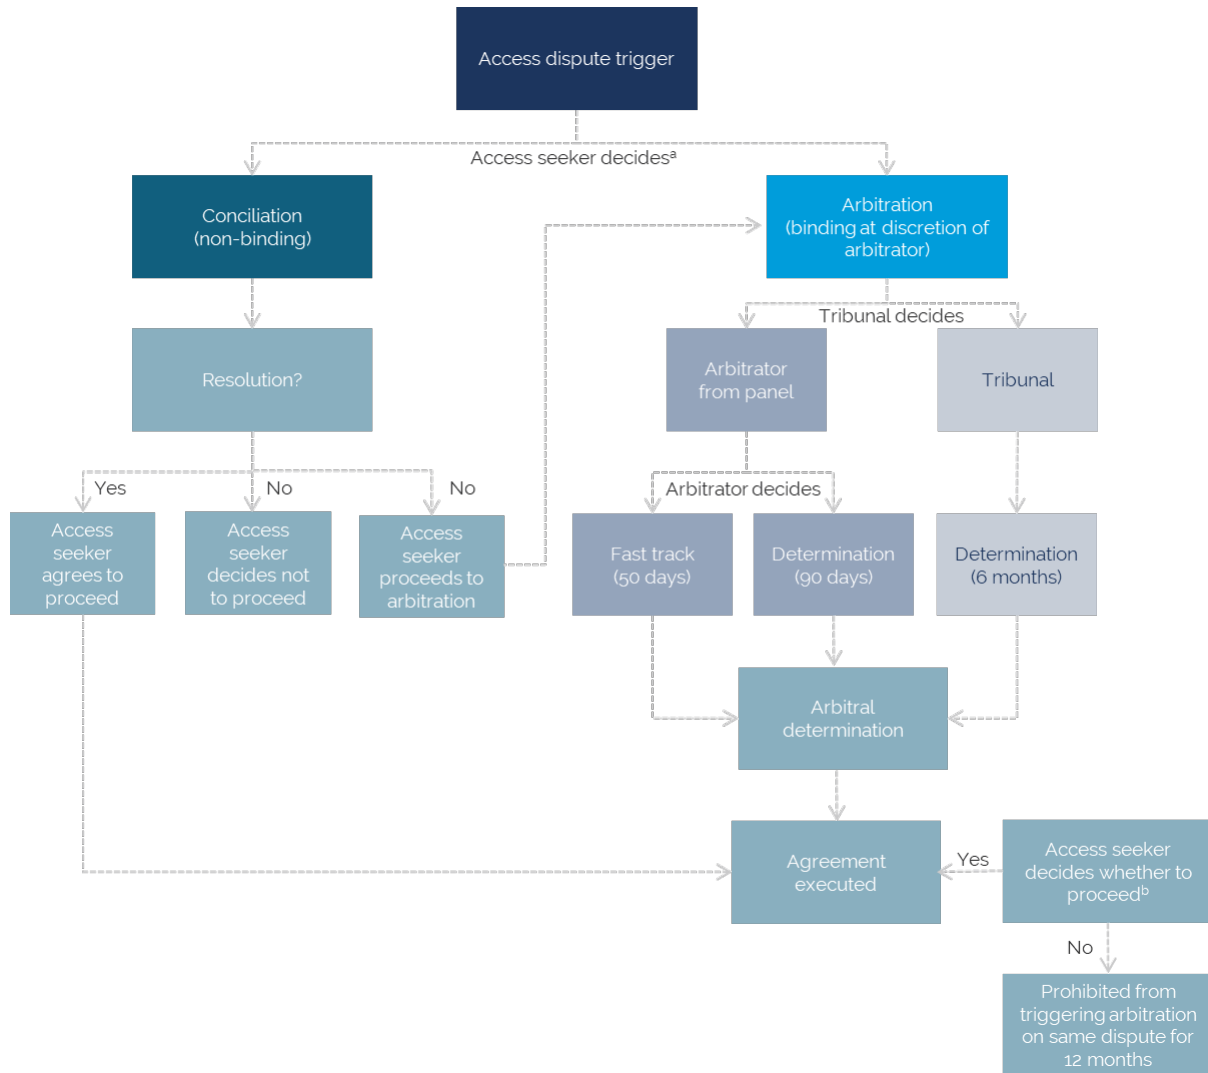 Access dispute trigger
Access seeker decidesᵃ
Conciliation
(non-binding)
Arbitration
(binding at discretion of
arbitrator)
Tribunal decides
Resolution?
Arbitrator
from panel
Tribunal
Yes
No
No
Arbitrator decides
Access
seeker
agrees to
proceed
Access
seeker
decides not
to proceed
Access
seeker
proceeds to
arbitration
Fast track
(50 days)
Determination
(90 days)
Determination
(6 months)
Arbitral
determination
Agreement
executed
Yes
Access seeker
decides whether to
proceedᵇ
No
Prohibited from
triggering arbitration
on same dispute for
12 months